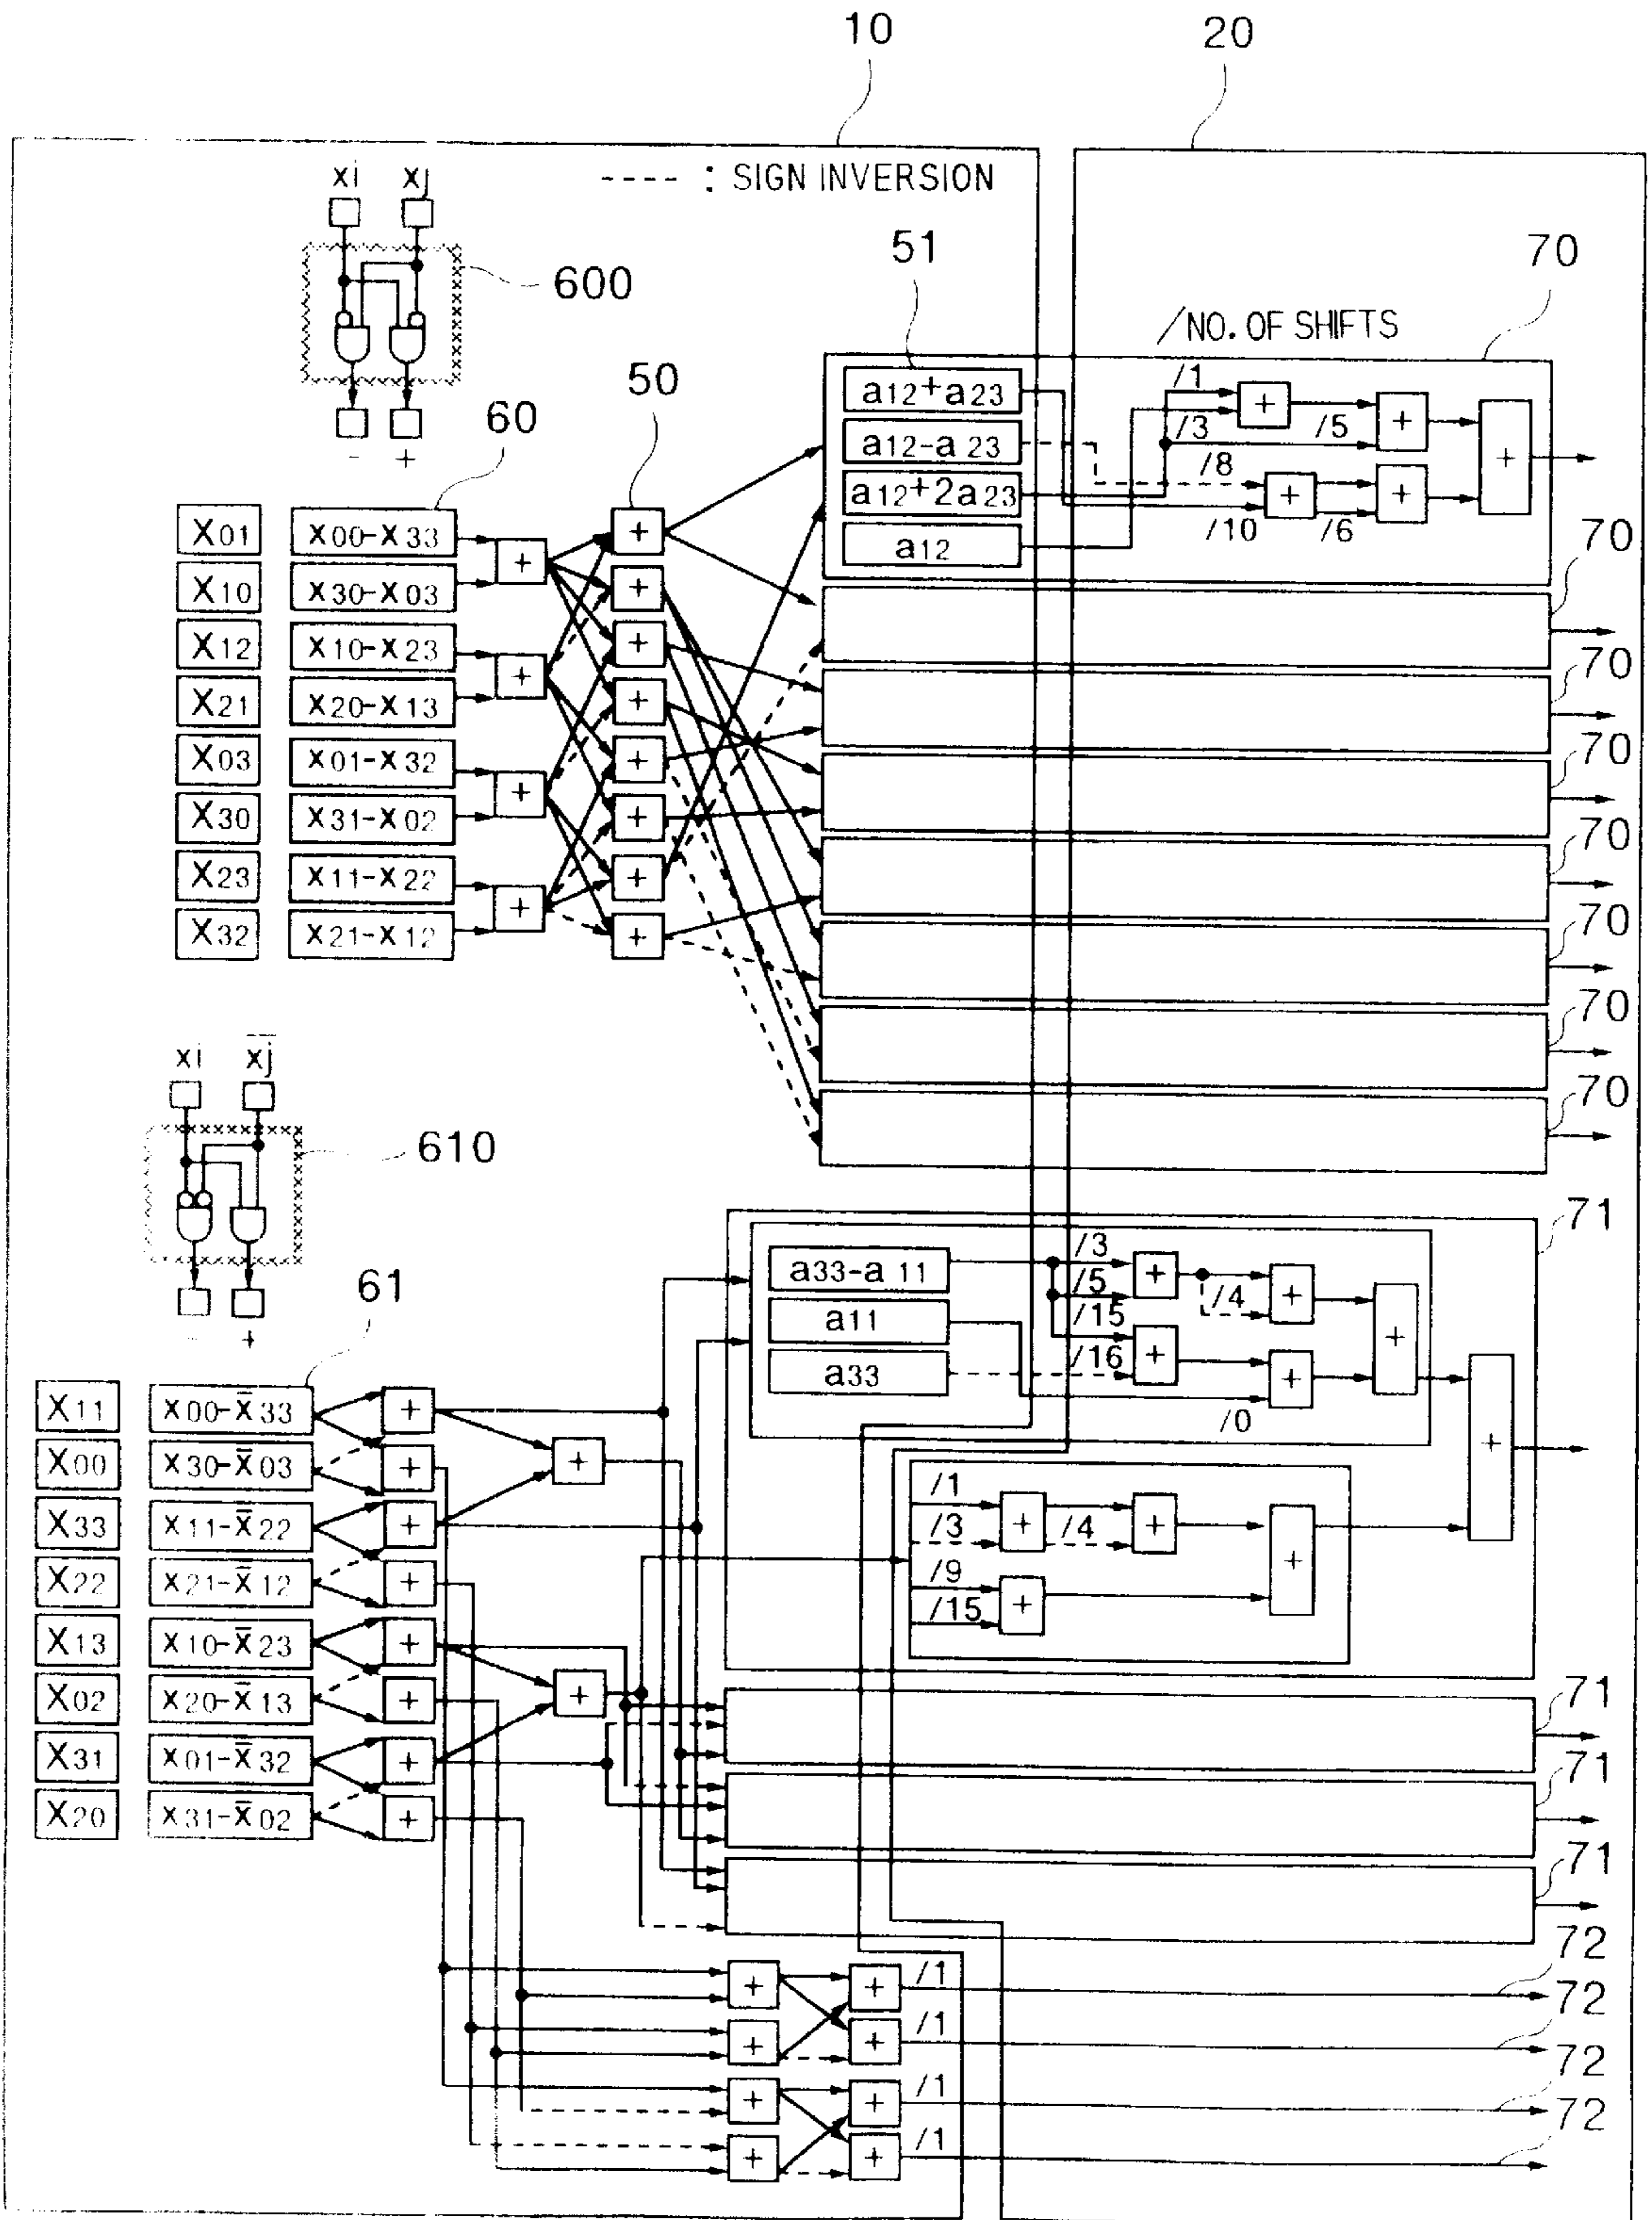 10
20
xi xj
---- : SIGN INVERSION
51
70
600
/NO. OF SHIFTS
50
a12+a23
/1
+
+
+
60
a12-a23
/3
/5
/8
a12+2a23
+
+
/10
/6
a12
X01
x00-x33
+
+
X10
x30-x03
+
70
X12
x10-x23
+
+
70
X21
x20-x13
+
70
X03
x01-x32
+
+
X30
x31-x02
+
70
X23
x11-x22
+
+
70
X32
x21-x12
+
70
70
- +
xi x̅j
610
71
a33-a11
/3
+
/5
/4
+
+
/15
a11
+
+
/16
a33
/0
+
- +
61
X11
x00-x̅33
+
+
X00
x30-x̅03
+
X33
x11-x̅22
+
/1
+
/3
/4
+
+
X22
x21-x̅12
+
/9
+
/15
X13
x10-x̅23
+
+
X02
x20-x̅13
+
71
X31
x01-x̅32
+
71
X20
x31-x̅02
+
71
+
+
/1
72
+
+
/1
72
+
+
/1
72
+
+
/1
72